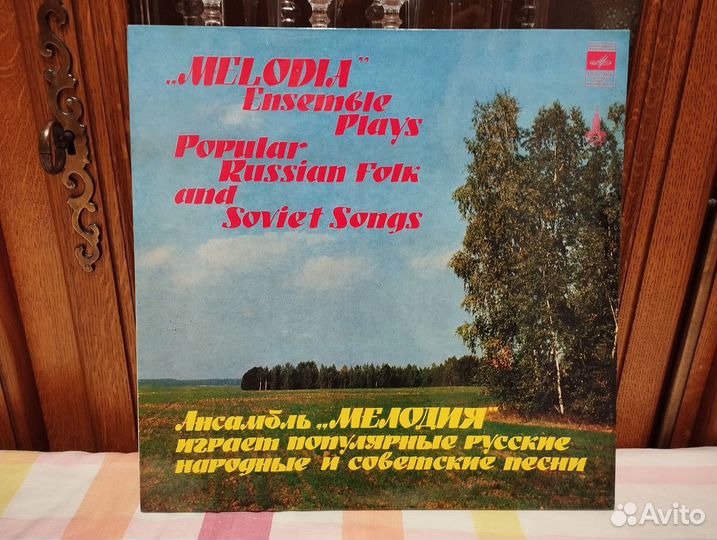 „MELODIA"
Ensemble
Plays
Popular
Russian Folk
and
Soviet Songs
Ансамбль „МЕЛОДИЯ"
играет популярные русские
народные и советские песни
Avito